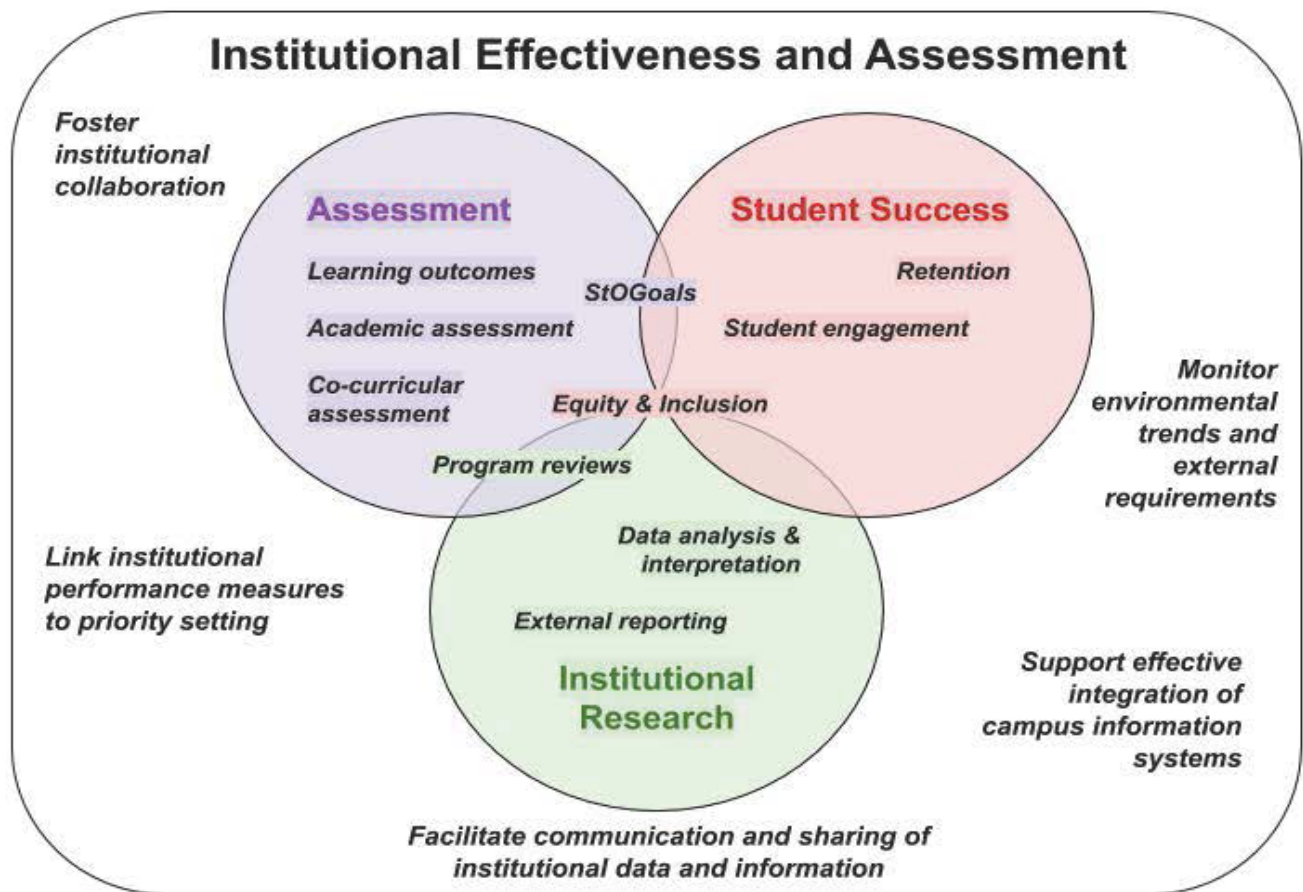 Institutional Effectiveness and Assessment
Foster
institutional
collaboration
Assessment
Learning outcomes
Academic assessment
Co-curricular
assessment
StOGoals
Student Success
Retention
Student engagement
Equity & Inclusion
Program reviews
Monitor
environmental
trends and
external
requirements
Data analysis &
interpretation
External reporting
Institutional
Research
Link institutional
performance measures
to priority setting
Support effective
integration of
campus information
systems
Facilitate communication and sharing of
institutional data and information